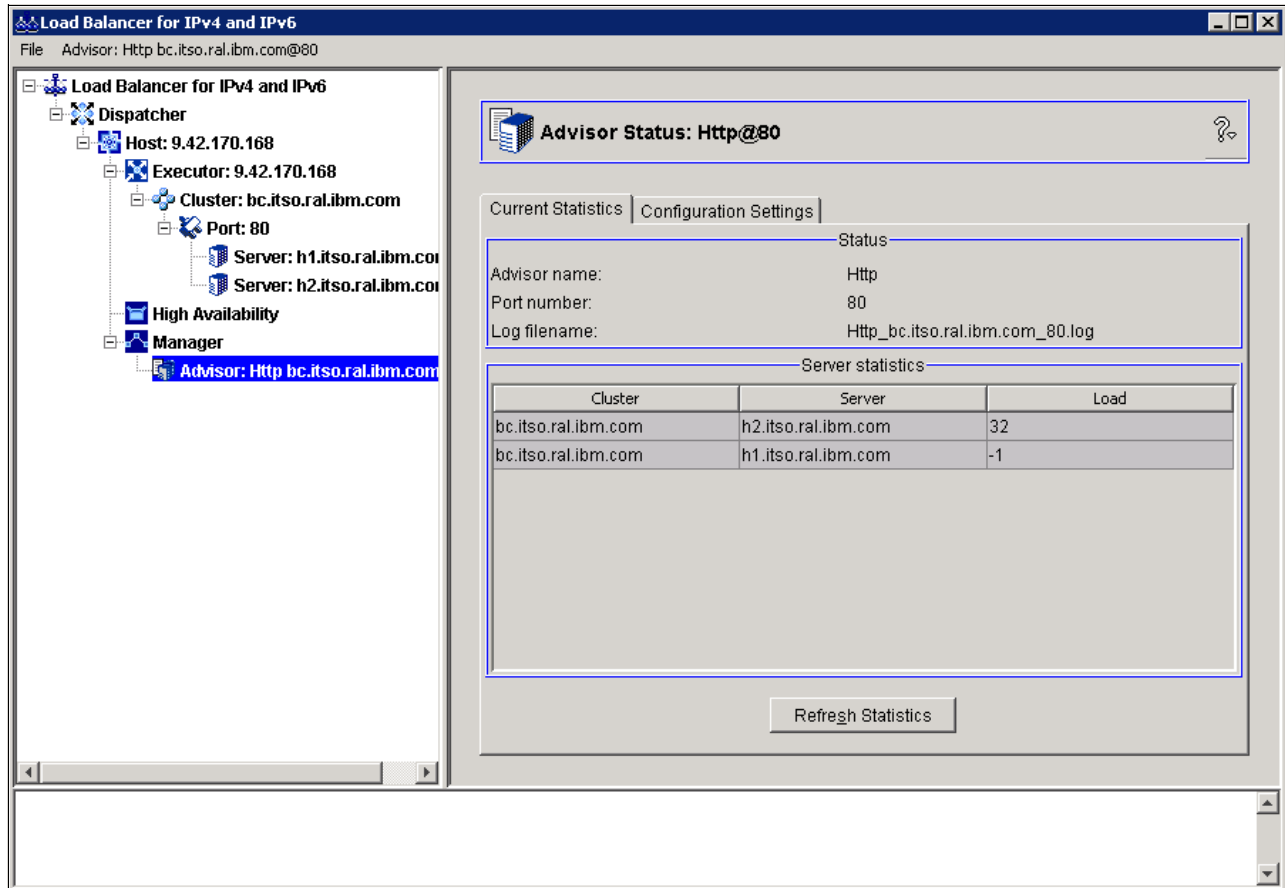 Load Balancer for IPv4 and IPv6
File Advisor: Http bc.itso.ral.ibm.com@80
Load Balancer for IPv4 and IPv6
Dispatcher
Host: 9.42.170.168
Executor: 9.42.170.168
Cluster: bc.itso.ral.ibm.com
Port: 80
Server: h1.itso.ral.ibm.co
Server: h2.itso.ral.ibm.co
High Availability
Manager
Advisor: Http bc.itso.ral.ibm.com
Advisor Status: Http@80
Current Statistics Configuration Settings
Status
Advisor name: Http
Port number: 80
Log filename: Http_bc.itso.ral.ibm.com_80.log
Server statistics
Cluster Server Load
bc.itso.ral.ibm.com h2.itso.ral.ibm.com 32
bc.itso.ral.ibm.com h1.itso.ral.ibm.com -1
Refresh Statistics